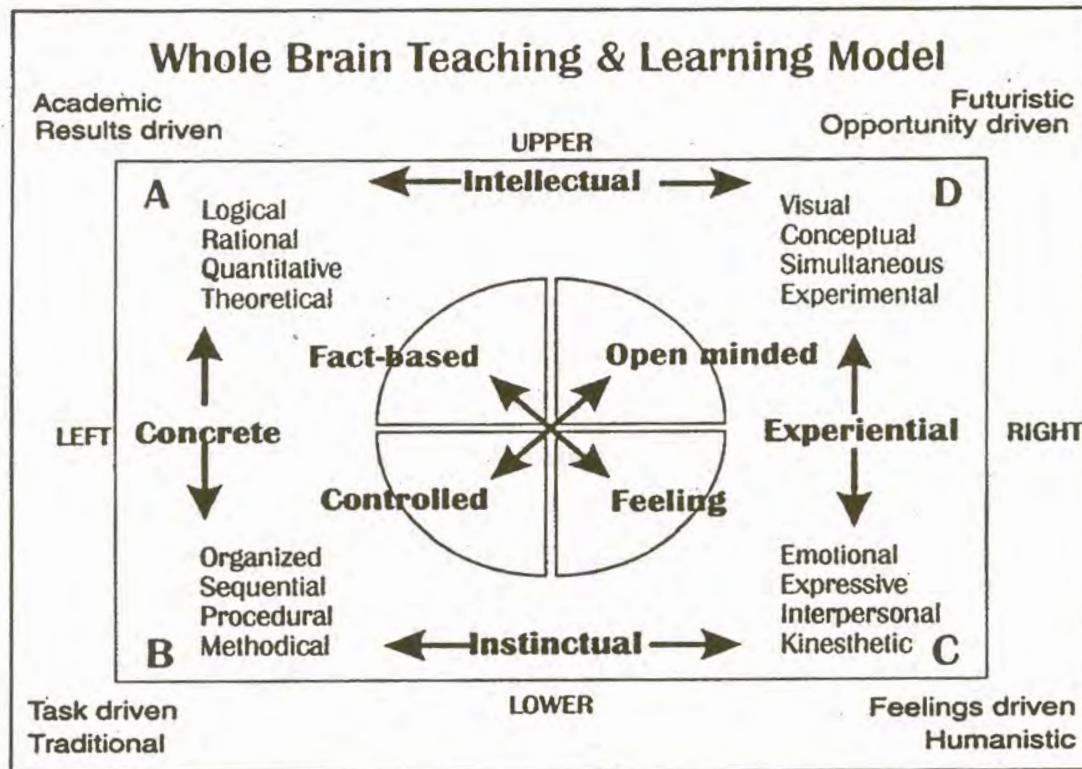 Whole Brain Teaching & Learning Model
Academic
Results driven
Futuristic
Opportunity driven
UPPER
Intellectual
A
Logical
Rational
Quantitative
Theoretical
D
Visual
Conceptual
Simultaneous
Experimental
Fact-based
Open minded
LEFT
Concrete
Experiential
RIGHT
Controlled
Feeling
Organized
Sequential
Procedural
Methodical
B
Emotional
Expressive
Interpersonal
Kinesthetic
C
Instinctual
LOWER
Task driven
Traditional
Feelings driven
Humanistic